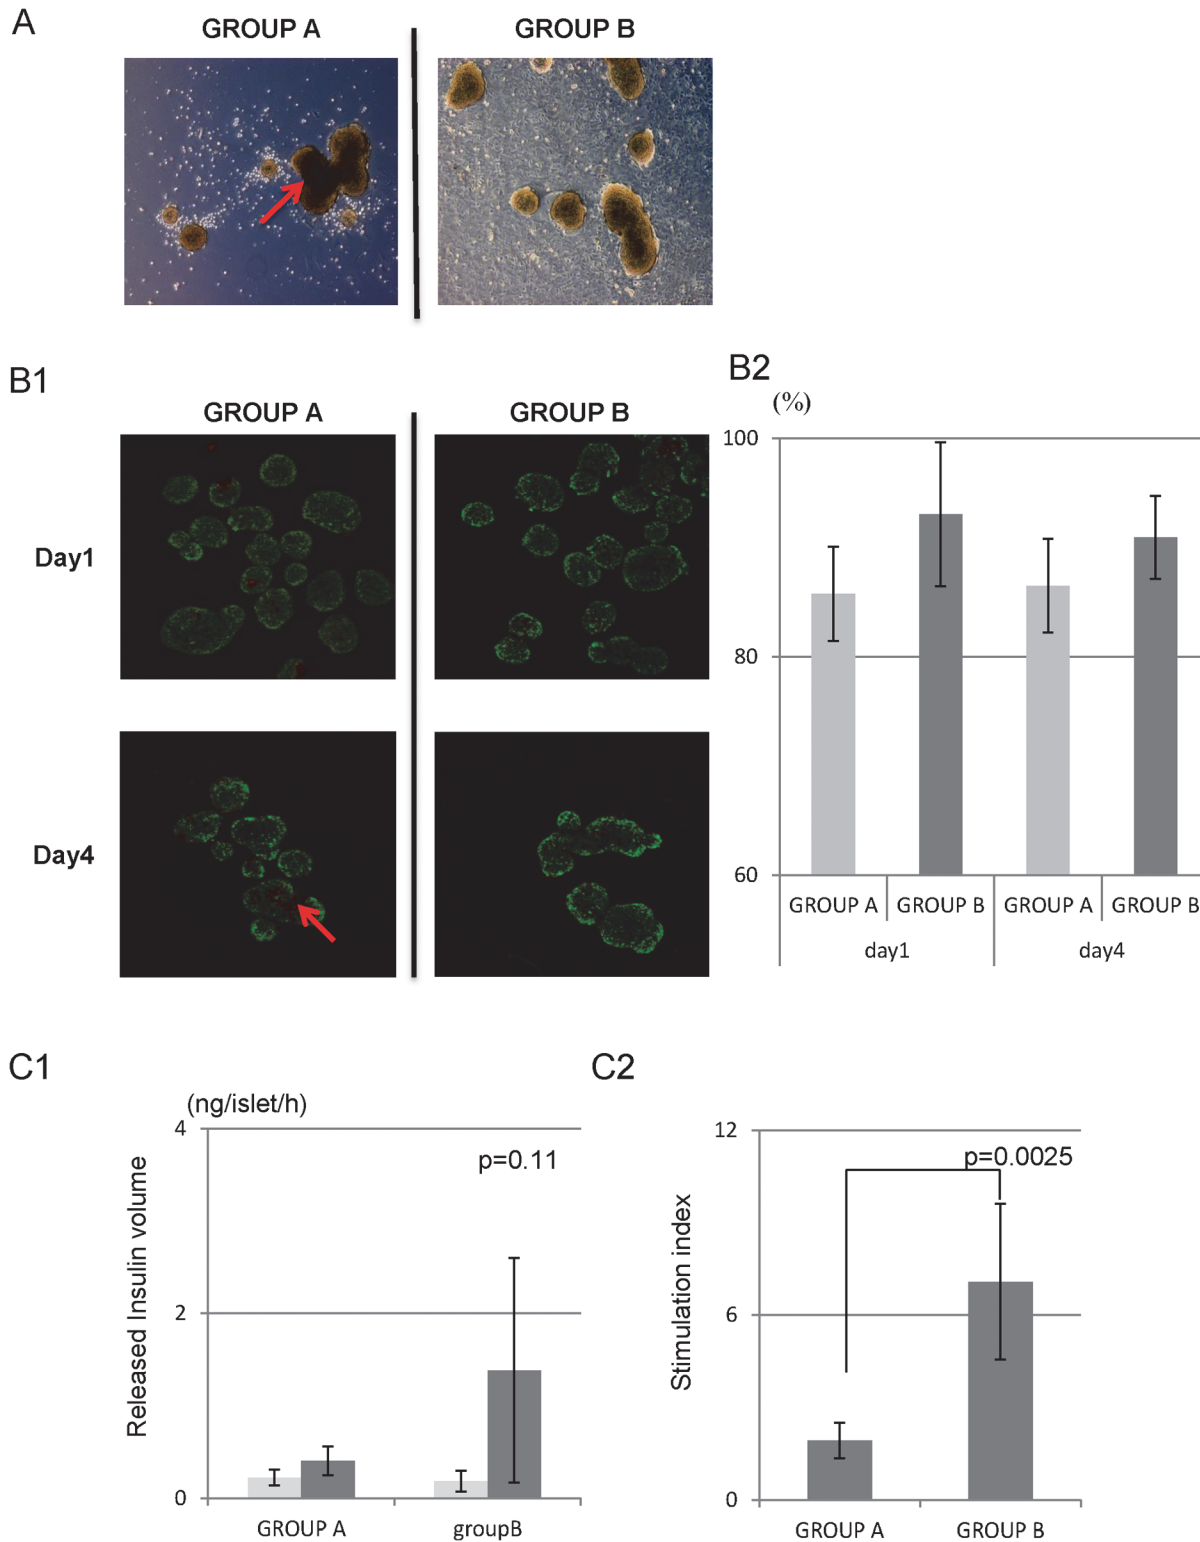 A
GROUP A
GROUP B
B1
GROUP A
GROUP B
Day1
Day4
B2
(%)
100
80
60
GROUP A
GROUP B
GROUP A
GROUP B
day1
day4
C1
(ng/islet/h)
Released Insulin volume
4
2
0
p=0.11
GROUP A
groupB
C2
Stimulation index
12
6
0
p=0.0025
GROUP A
GROUP B